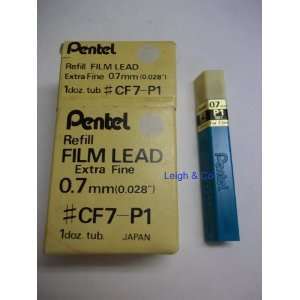 Pentel
Refill FILM LEAD
Extra Fine 0.7mm (0.028")
1doz. tub #CF7-P1
Pentel
Refill
FILM LEAD
Extra Fine
0.7mm(0.028")
#CF7-P1
1doz. tub. JAPAN
0.7
P1
Pentel
Leigh & Co